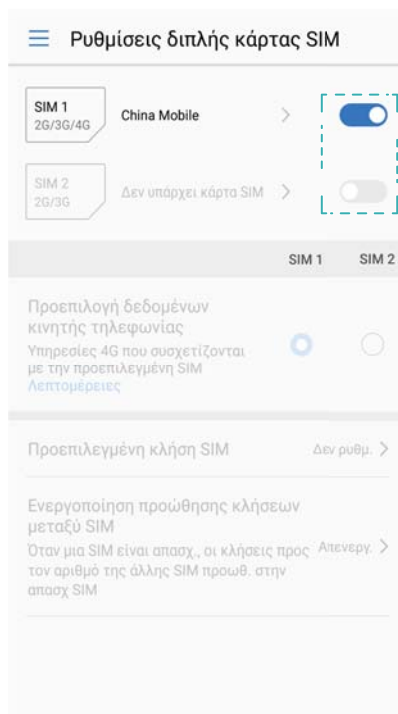 Ρυθμίσεις διπλής κάρτας SIM
SIM 1
2G/3G/4G
China Mobile
SIM 2
2G/3G
Δεν υπάρχει κάρτα SIM
SIM 1 SIM 2
Προεπιλογή δεδομένων
κινητής τηλεφωνίας
Υπηρεσίες 4G που συσχετίζονται
με την προεπιλεγμένη SIM
Λεπτομέρειες
Προεπιλεγμένη κλήση SIM Δεν ρυθμ.
Ενεργοποίηση προώθησης κλήσεων
μεταξύ SIM
Όταν μια SIM είναι απασχ., οι κλήσεις προς Απενεργ.
τον αριθμό της άλλης SIM προωθ. στην
απασχ SIM